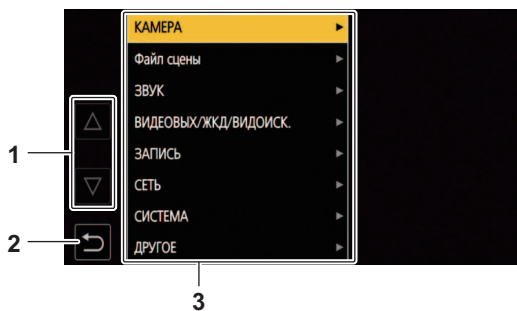 КАМЕРА
Файл сцены
ЗВУК
ВИДЕОВЫХ/ЖКД/ВИДОИСК.
ЗАПИСЬ
СЕТЬ
СИСТЕМА
ДРУГОЕ
1
2
3